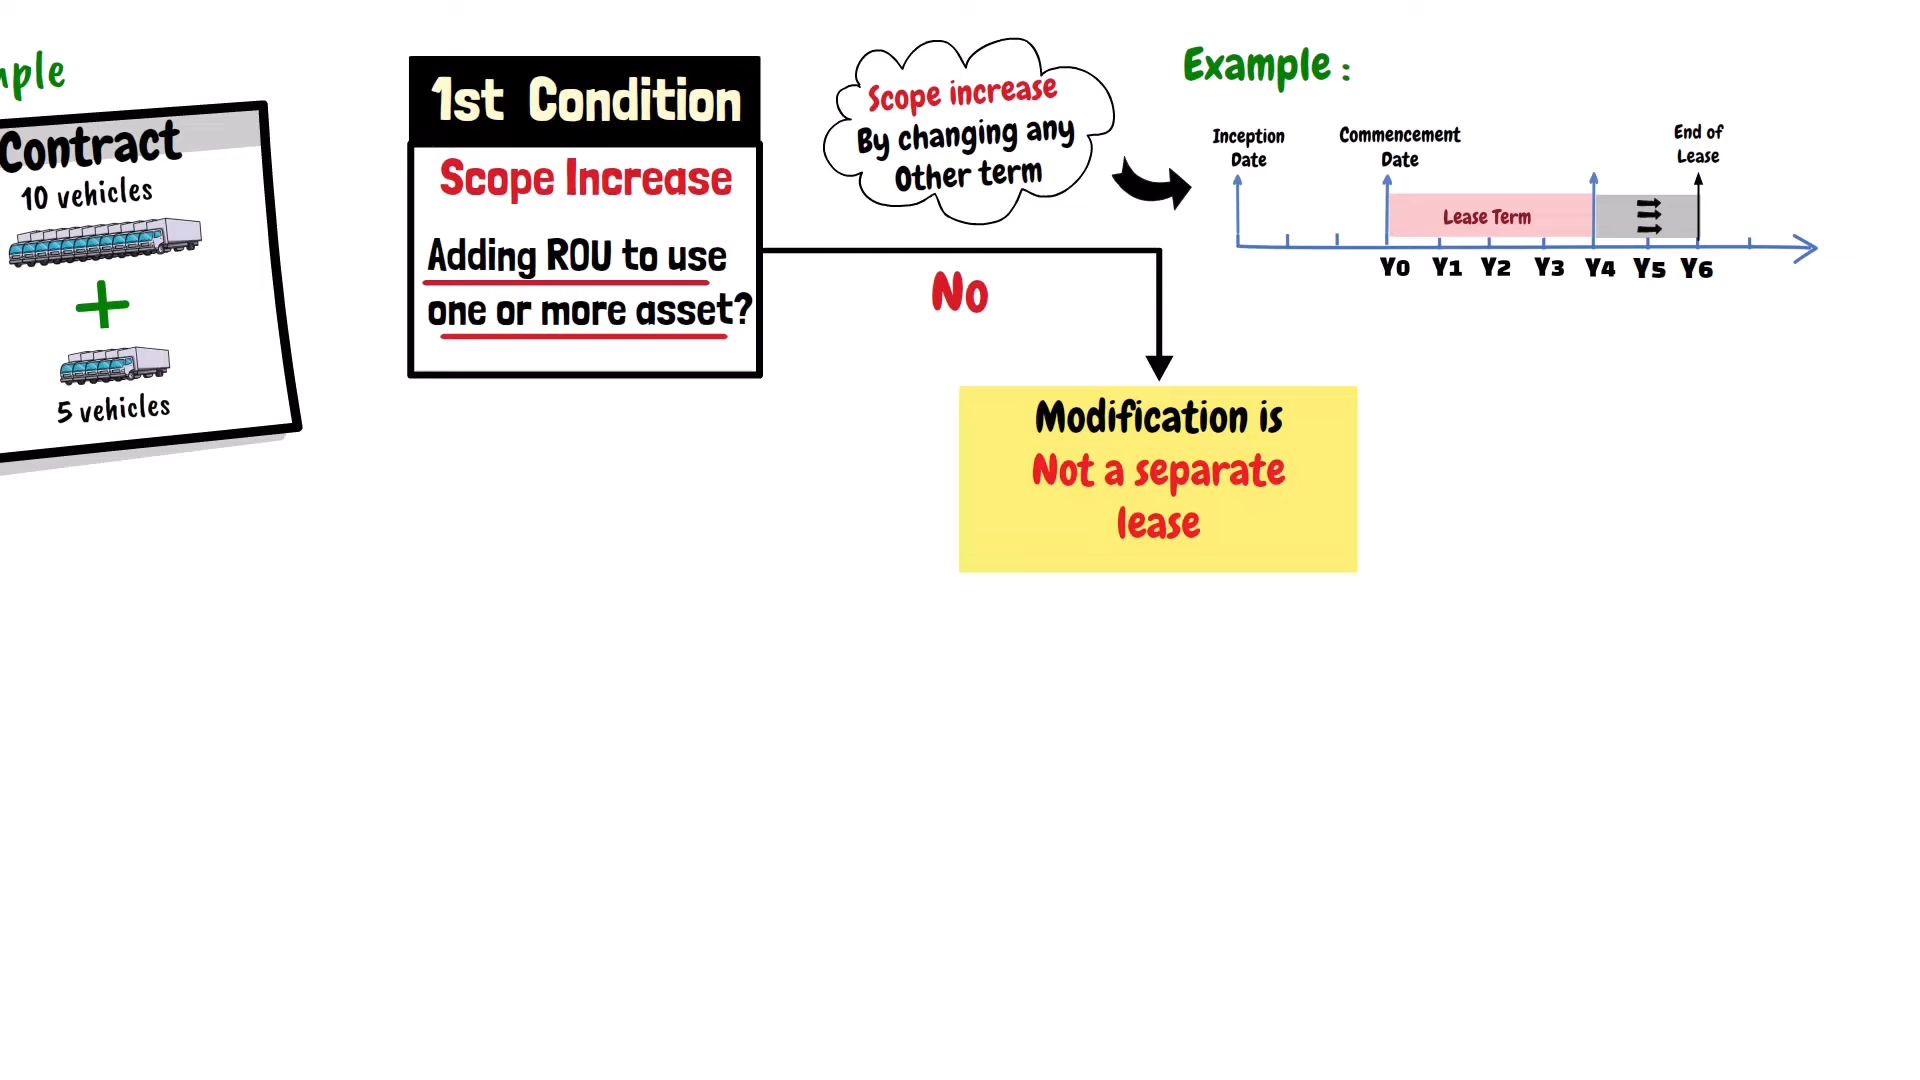 Contract
10 vehicles
5 vehicles
1st Condition
Scope Increase
Adding ROU to use
one or more asset?
Scope increase
By changing any
Other term
No
Modification is
Not a separate
lease
Example :
Inception
Date
Commencement
Date
End of
Lease
Lease Term
Y0 Y1 Y2 Y3 Y4 Y5 Y6